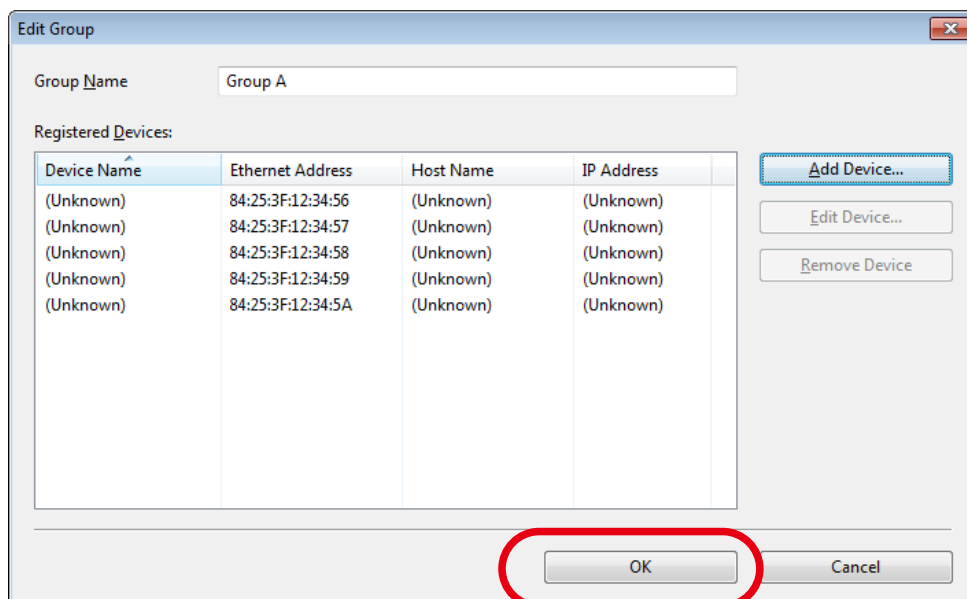 Edit Group
Group Name Group A
Registered Devices:
Device Name Ethernet Address Host Name IP Address
(Unknown) 84:25:3F:12:34:56 (Unknown) (Unknown)
(Unknown) 84:25:3F:12:34:57 (Unknown) (Unknown)
(Unknown) 84:25:3F:12:34:58 (Unknown) (Unknown)
(Unknown) 84:25:3F:12:34:59 (Unknown) (Unknown)
(Unknown) 84:25:3F:12:34:5A (Unknown) (Unknown)
Add Device...
Edit Device...
Remove Device
OK Cancel